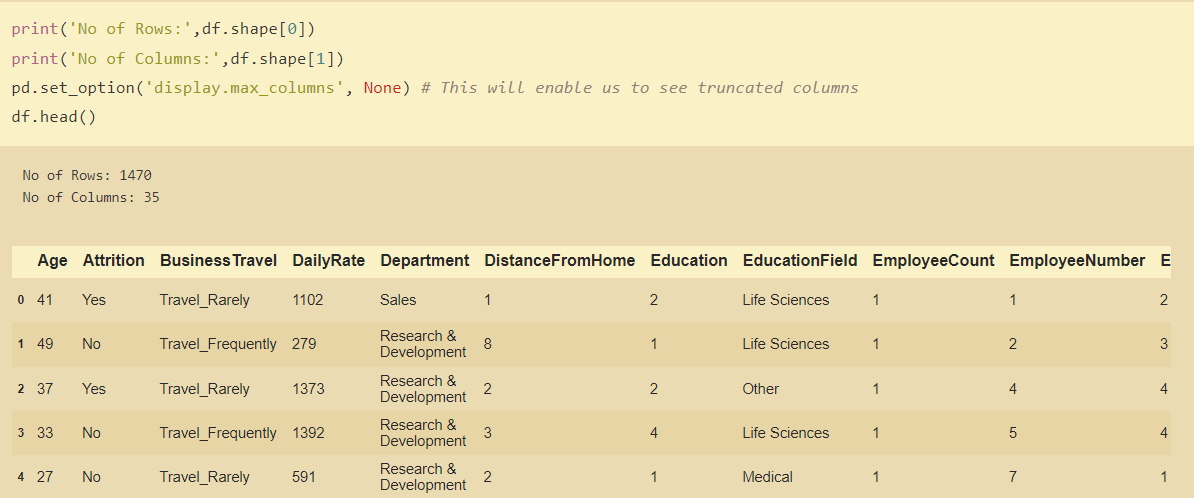 print('No of Rows:',df.shape[0])
print('No of Columns:',df.shape[1])
pd.set_option('display.max_columns', None) # This will enable us to see truncated columns
df.head()
No of Rows: 1470
No of Columns: 35
Age Attrition BusinessTravel DailyRate Department DistanceFromHome Education EducationField EmployeeCount EmployeeNumber E
0 41 Yes Travel_Rarely 1102 Sales 1 2 Life Sciences 1 1 2
1 49 No Travel_Frequently 279 Research & Development 8 1 Life Sciences 1 2 3
2 37 Yes Travel_Rarely 1373 Research & Development 2 2 Other 1 4 4
3 33 No Travel_Frequently 1392 Research & Development 3 4 Life Sciences 1 5 4
4 27 No Travel_Rarely 591 Research & Development 2 1 Medical 1 7 1